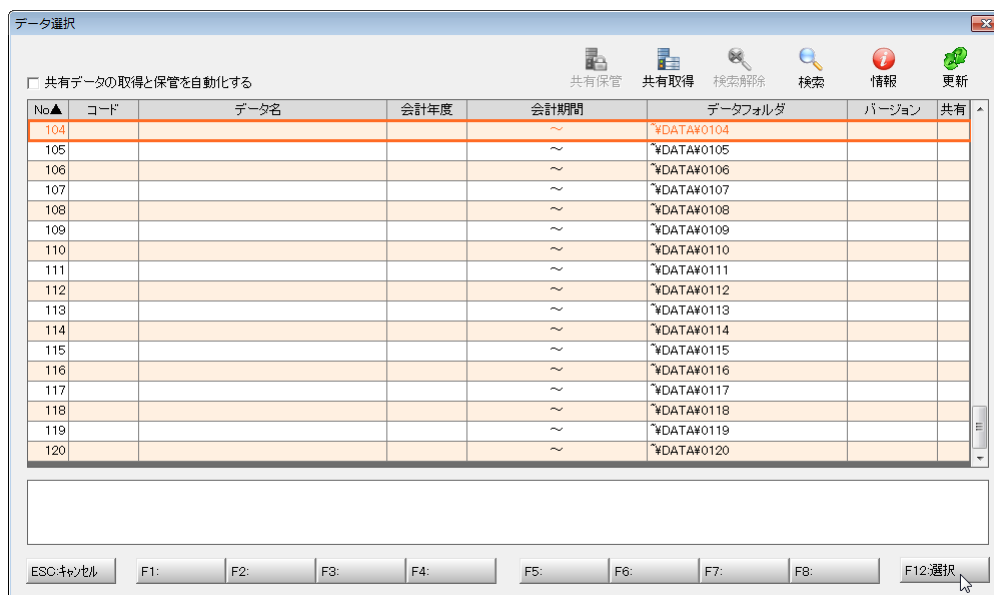 データ選択
共有保管 共有取得 検索解除 検索 情報 更新
共有データの取得と保管を自動化する
No▲ コード データ名 会計年度 会計期間 データフォルダ バージョン 共有
104 ～ ~¥DATA¥0104
105 ～ ~¥DATA¥0105
106 ～ ~¥DATA¥0106
107 ～ ~¥DATA¥0107
108 ～ ~¥DATA¥0108
109 ～ ~¥DATA¥0109
110 ～ ~¥DATA¥0110
111 ～ ~¥DATA¥0111
112 ～ ~¥DATA¥0112
113 ～ ~¥DATA¥0113
114 ～ ~¥DATA¥0114
115 ～ ~¥DATA¥0115
116 ～ ~¥DATA¥0116
117 ～ ~¥DATA¥0117
118 ～ ~¥DATA¥0118
119 ～ ~¥DATA¥0119
120 ～ ~¥DATA¥0120
ESC:ｷｬﾝｾﾙ F1: F2: F3: F4: F5: F6: F7: F8: F12:選択